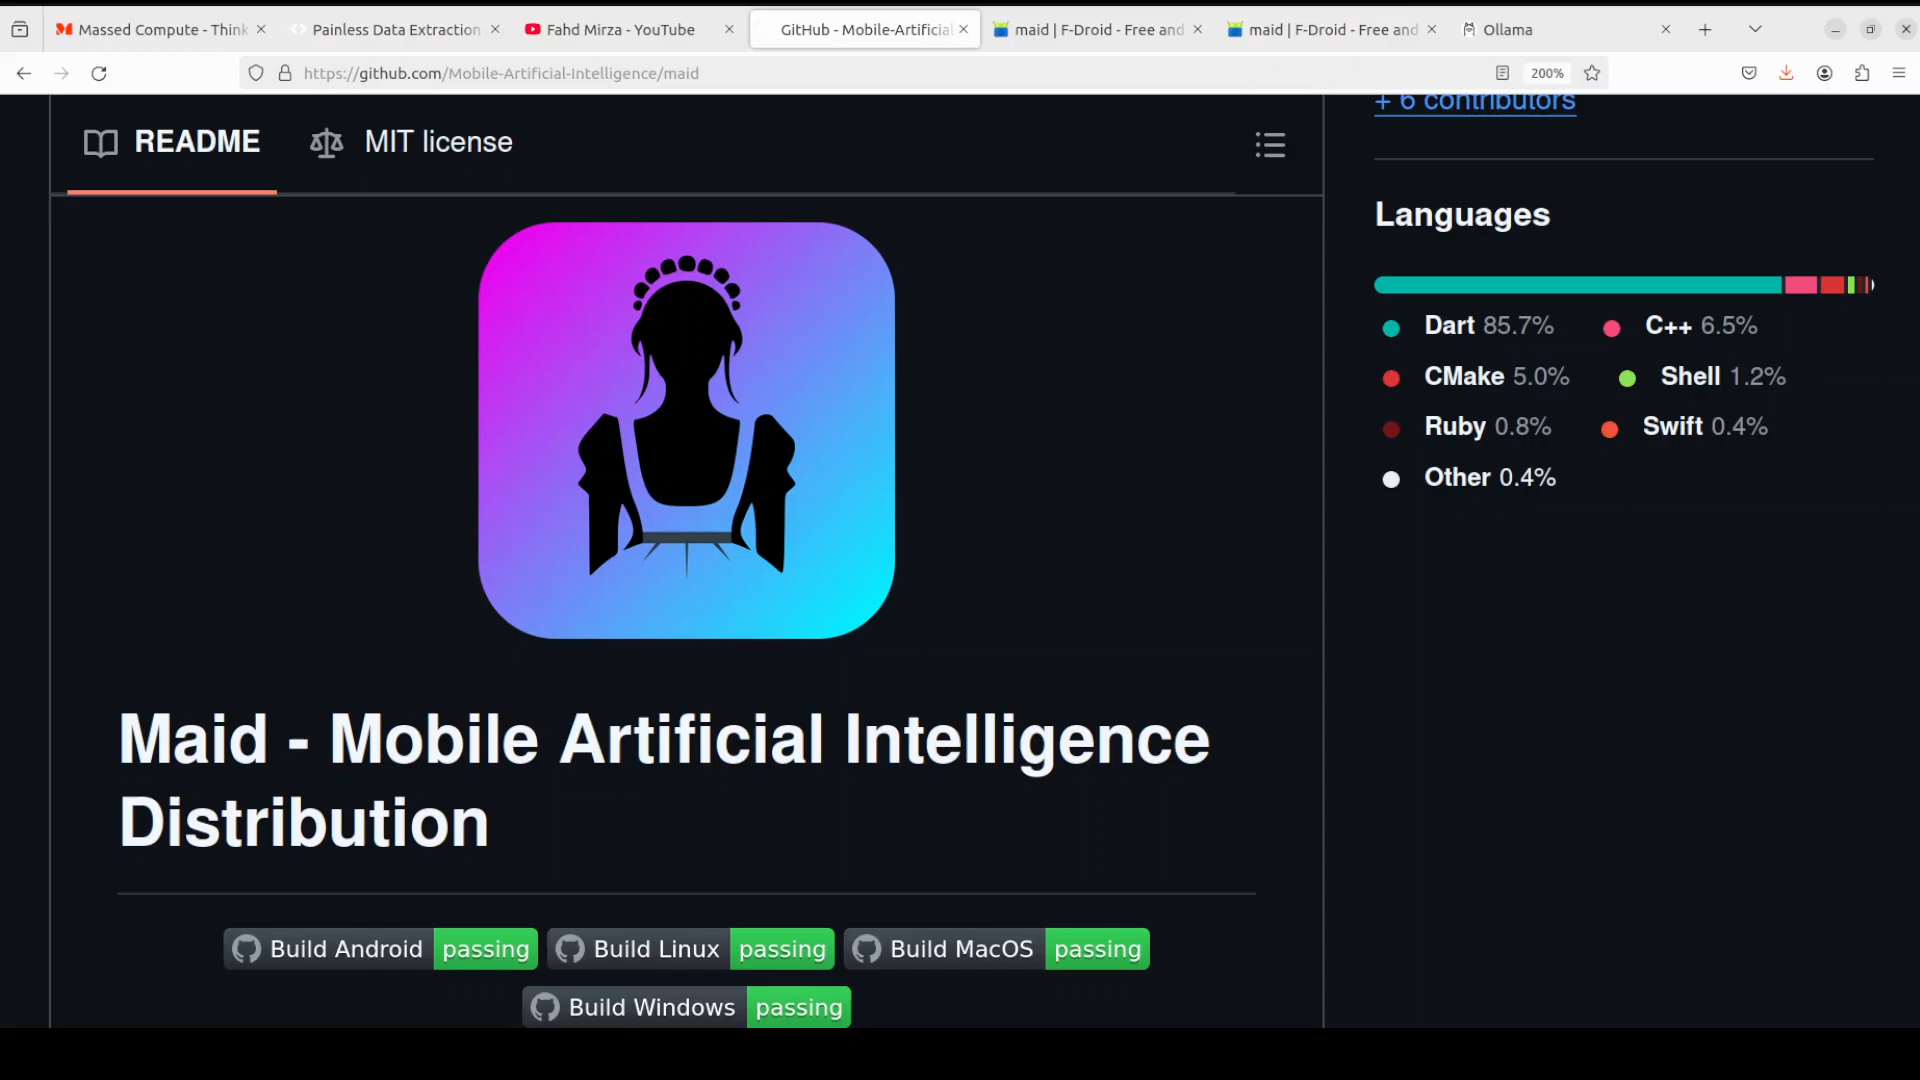 Massed Compute - Think
Painless Data Extraction
Fahd Mirza - YouTube
GitHub - Mobile-Artificial
maid | F-Droid - Free and
maid | F-Droid - Free and
Ollama
https://github.com/Mobile-Artificial-Intelligence/maid
200%
+ 6 contributors
README
MIT license
Languages
Dart 85.7%
C++ 6.5%
CMake 5.0%
Shell 1.2%
Ruby 0.8%
Swift 0.4%
Other 0.4%
Maid - Mobile Artificial Intelligence
Distribution
Build Android passing
Build Linux passing
Build MacOS passing
Build Windows passing